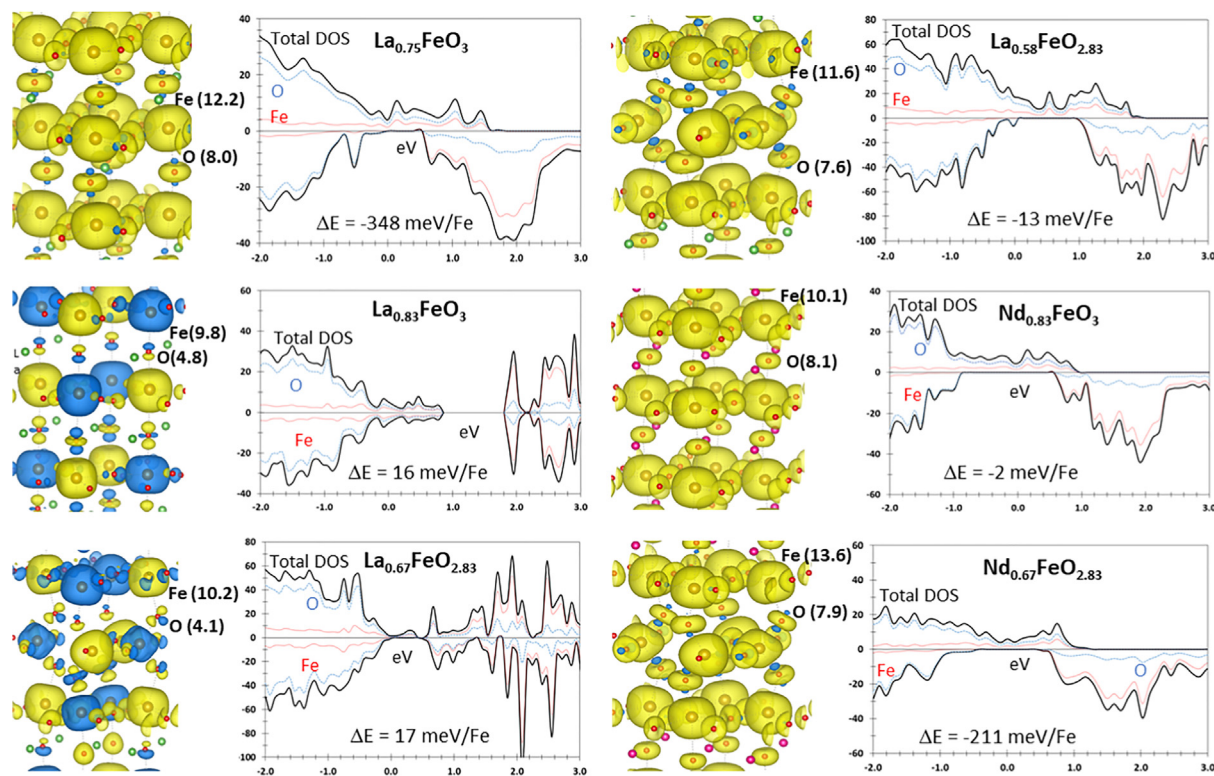 La0.75FeO3
Total DOS
O
Fe
Fe (12.2)
O (8.0)
eV
ΔE = -348 meV/Fe
40
20
0
-20
-40
-2.0 -1.0 0.0 1.0 2.0 3.0
La0.58FeO2.83
Total DOS
O
Fe
Fe (11.6)
O (7.6)
eV
ΔE = -13 meV/Fe
80
60
40
20
0
-20
-40
-60
-80
-100
-2.0 -1.0 0.0 1.0 2.0 3.0
La0.83FeO3
Total DOS
O
Fe
Fe(9.8)
O(4.8)
L
a
eV
ΔE = 16 meV/Fe
60
40
20
0
-20
-40
-2.0 -1.0 0.0 1.0 2.0 3.0
Nd0.83FeO3
Total DOS
O
Fe
Fe(10.1)
O(8.1)
eV
ΔE = -2 meV/Fe
40
20
0
-20
-40
-60
-2.0 -1.0 0.0 1.0 2.0 3.0
La0.67FeO2.83
Total DOS
O
Fe
Fe (10.2)
O (4.1)
eV
ΔE = 17 meV/Fe
80
60
40
20
0
-20
-40
-60
-80
-100
-2.0 -1.0 0.0 1.0 2.0 3.0
Nd0.67FeO2.83
Total DOS
Fe
O
Fe (13.6)
O (7.9)
eV
ΔE = -211 meV/Fe
60
40
20
0
-20
-40
-60
-2.0 -1.0 0.0 1.0 2.0 3.0